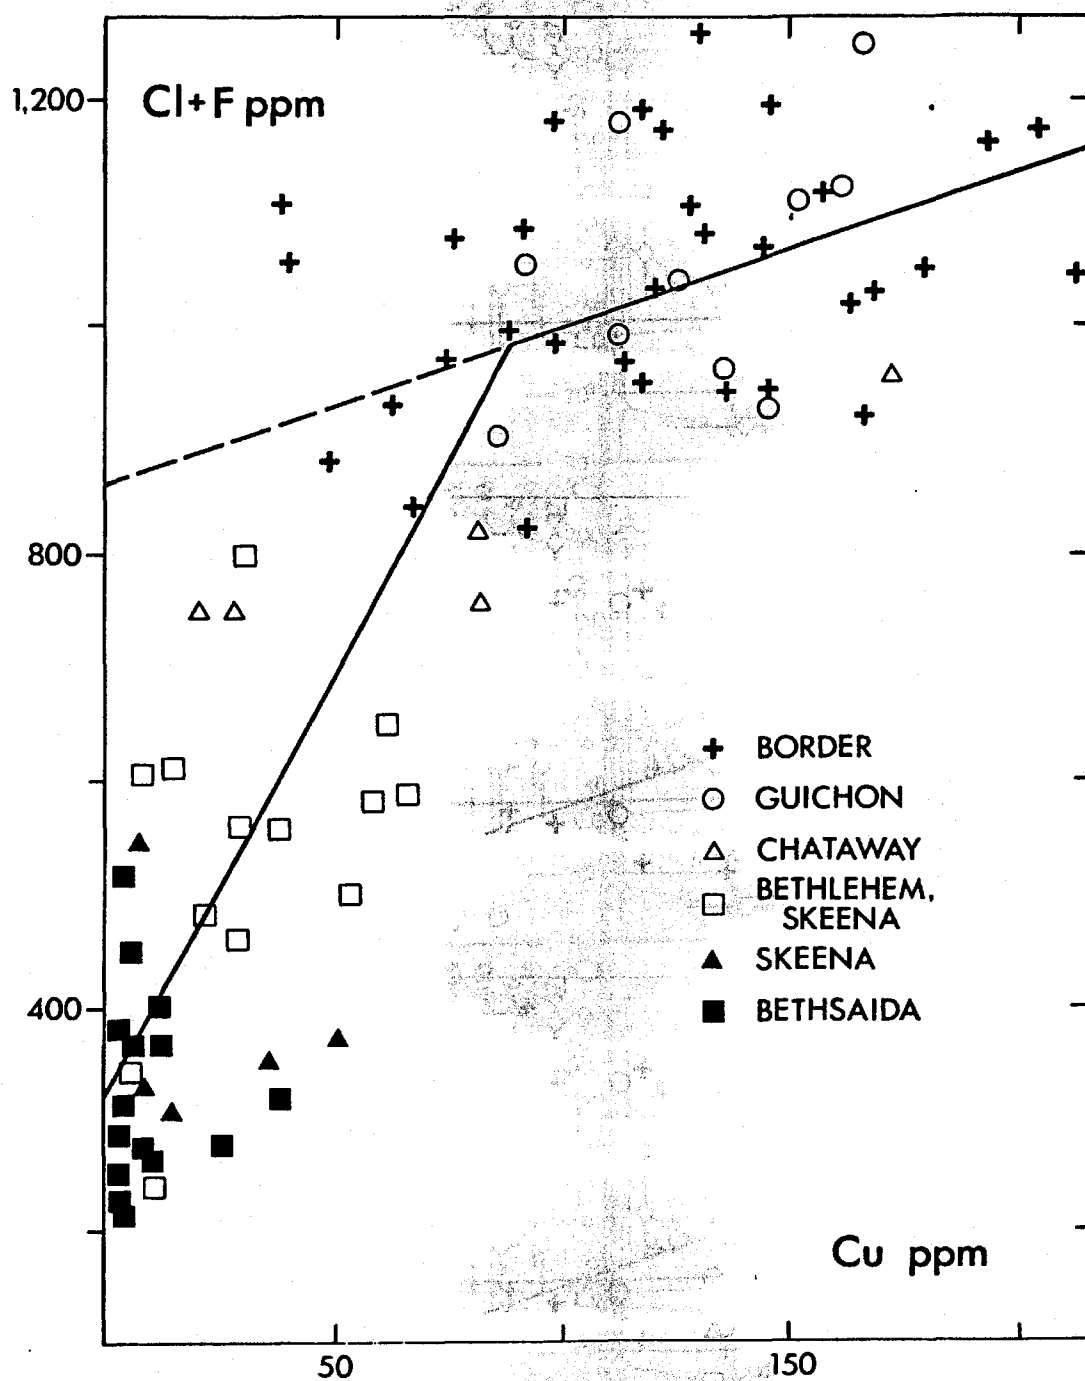 1,200
Cl+F ppm
800
BORDER
GUICHON
CHATAWAY
BETHLEHEM,
SKEENA
SKEENA
400
BETHSAIDA
Cu ppm
50
150